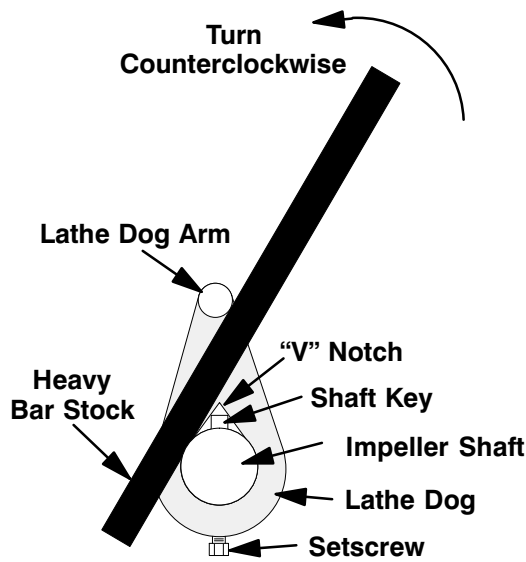 Turn
Counterclockwise
Lathe Dog Arm
“V” Notch
Heavy
Bar Stock
Shaft Key
Impeller Shaft
Lathe Dog
Setscrew